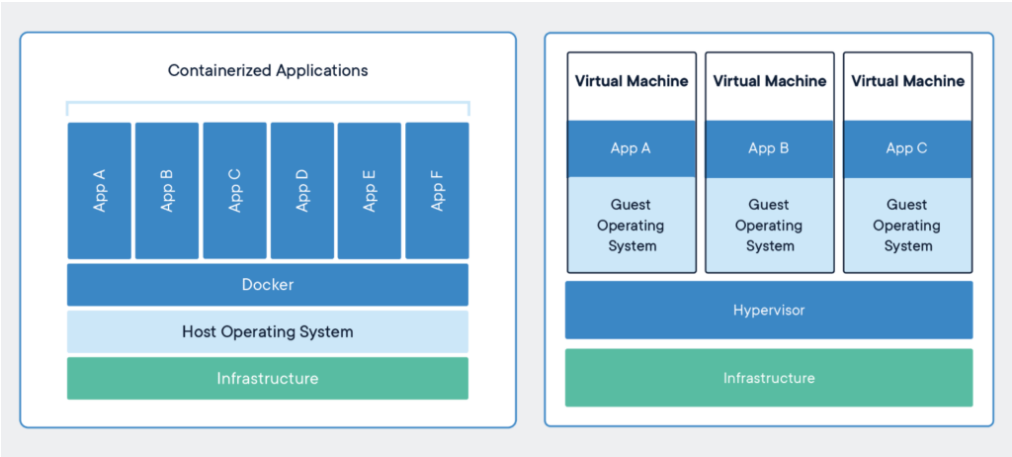 Containerized Applications
App A
App B
App C
App D
App E
App F
Docker
Host Operating System
Infrastructure
Virtual Machine
App A
Guest
Operating
System
Virtual Machine
App B
Guest
Operating
System
Virtual Machine
App C
Guest
Operating
System
Hypervisor
Infrastructure